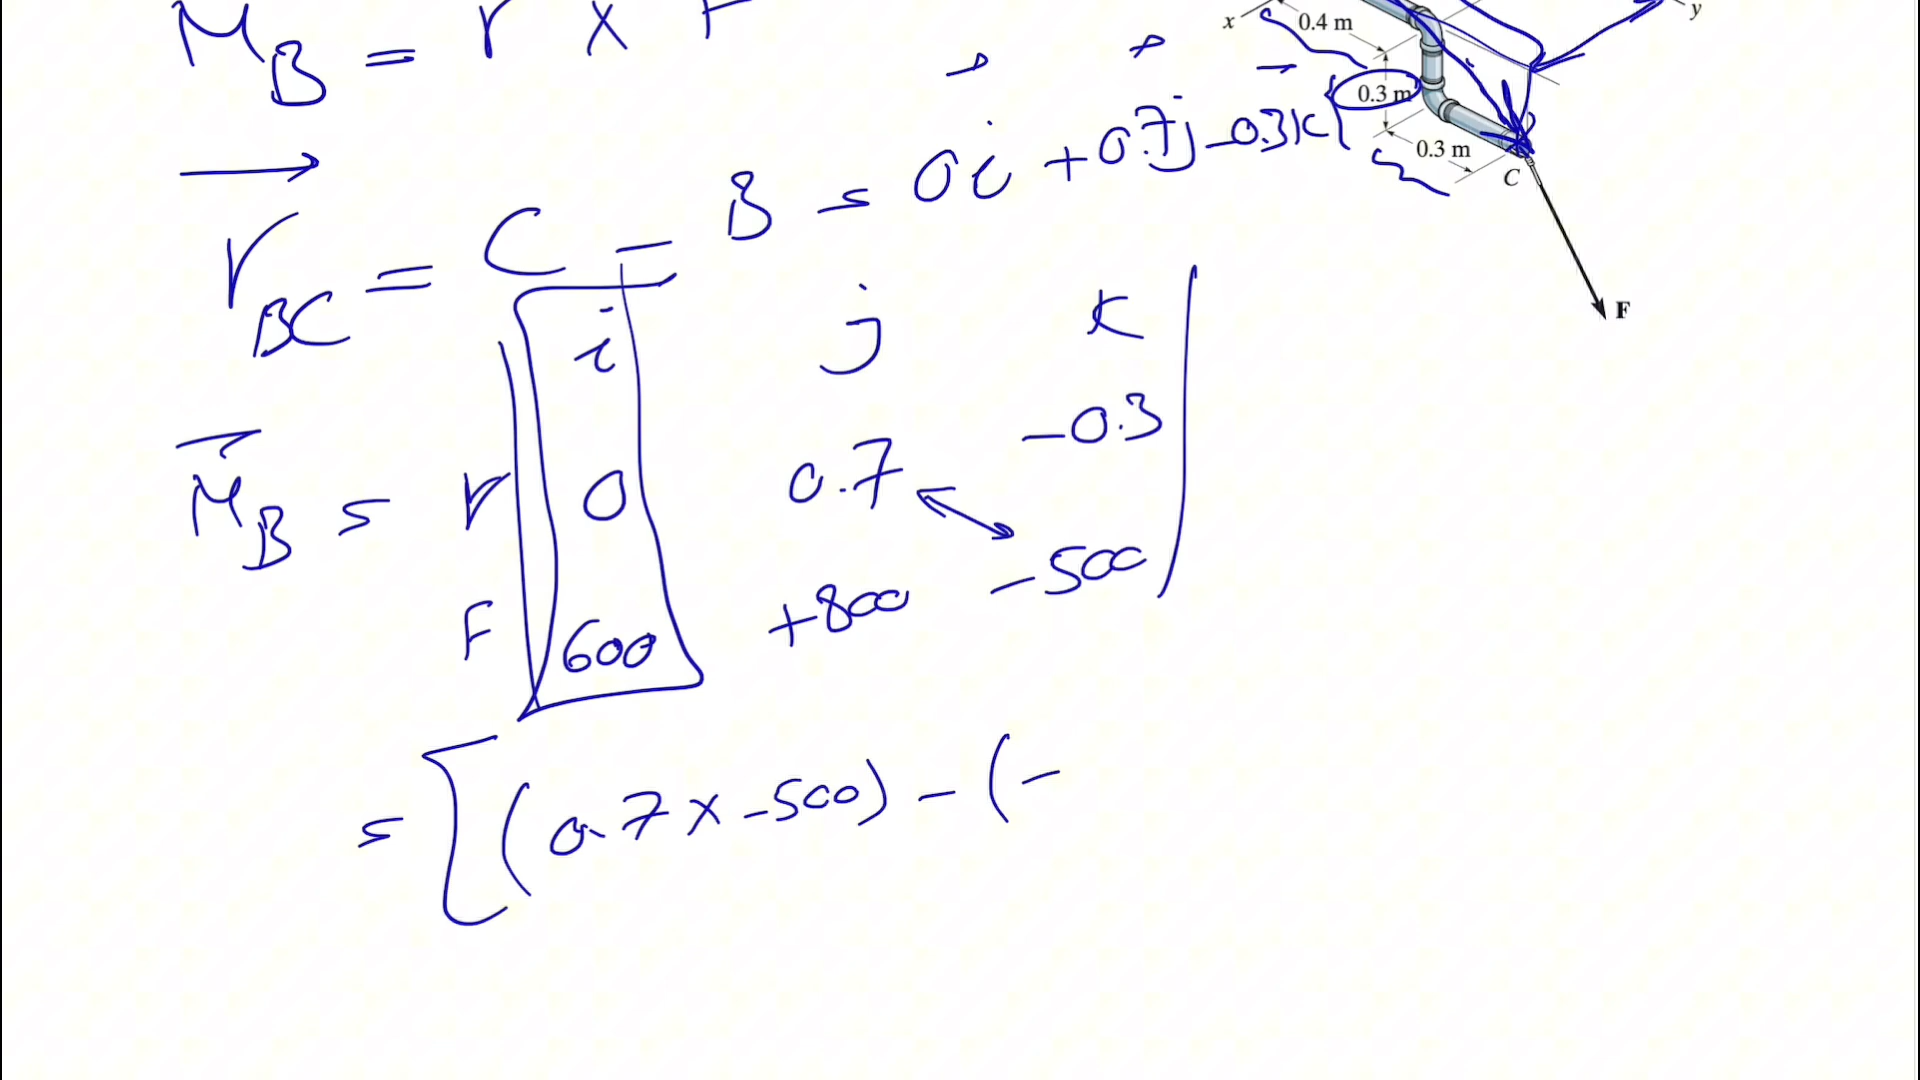 M_B = r x F
x 0.4 m y
0.3 m
0.3 m
C
F
r_BC = C - B = 0i + 0.7j - 0.3k
i j k
M_B = r 0 0.7 -0.3
F 600 +800 -500
= [(0.7 x -500) - (-